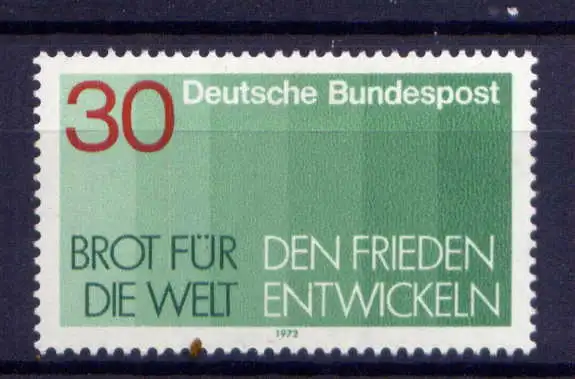 30 Deutsche Bundespost
BROT FÜR DEN FRIEDEN
DIE WELT ENTWICKELN
1972